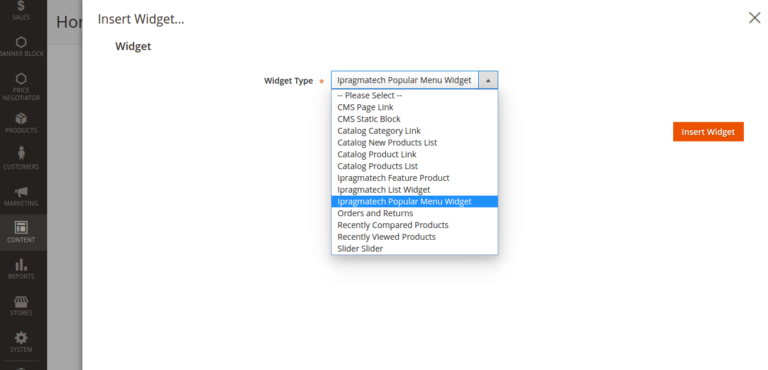 SALES
BANNER BLOCK
PRICE
NEGOTIATOR
PRODUCTS
CUSTOMERS
MARKETING
CONTENT
REPORTS
STORES
SYSTEM
Hor
Insert Widget...
Widget
Widget Type *
Ipragmatech Popular Menu Widget
-- Please Select --
CMS Page Link
CMS Static Block
Catalog Category Link
Catalog New Products List
Catalog Product Link
Catalog Products List
Ipragmatech Feature Product
Ipragmatech List Widget
Ipragmatech Popular Menu Widget
Orders and Returns
Recently Compared Products
Recently Viewed Products
Slider Slider
Insert Widget